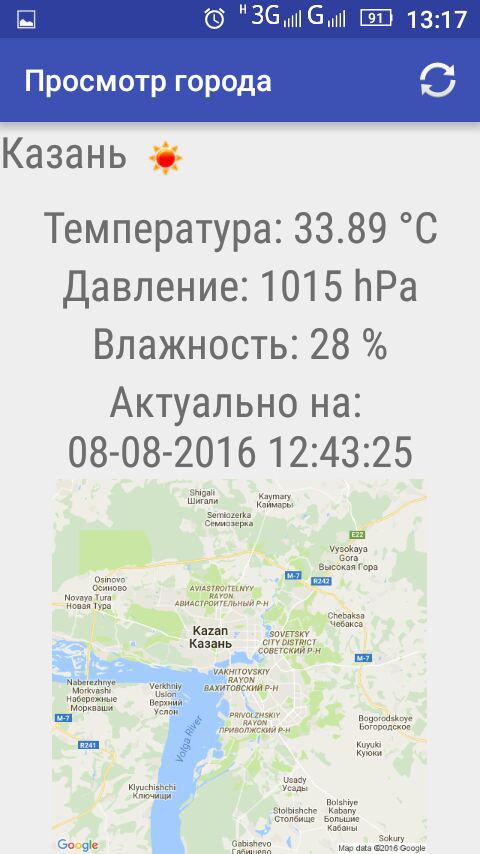 H 3G G 91 13:17
Просмотр города
Казань
Температура: 33.89 °C
Давление: 1015 hPa
Влажность: 28 %
Актуально на:
08-08-2016 12:43:25
Shigali
Шигали
Kaymary
Каймары
Semiozerka
Семиозерка
E22
Vysokaya
Gora
Высокая Гора
M-7
R242
Osinovo
Осиново
Novaya Tura
Новая Тура
AVIASTROITELNY
RAYON
АВИАСТРОИТЕЛЬНЫЙ Р-Н
Chebaksa
Чебакса
Kazan
Казань
SOVETSKY
CITY DISTRICT
СОВЕТСКИЙ Р-Н
M-7
VAKHITOVSKIY
RAYON
ВАХИТОВСКИЙ Р-Н
Naberezhnye
Morkvashi
Набережные
Моркваши
Verkhniy
Uslon
Верхний
Услон
M-7
PRIVOLZHSKIY
RAYON
ПРИВОЛЖСКИЙ Р-Н
Bogorodskoye
Богородское
R241
Volga River
Kuyuki
Куюки
Klyuchishchi
Ключищи
Usady
Усады
Stolbishche
Столбище
Bolshiye
Kabany
Большие
Кабаны
Gabishevo
Габишево
Sokury
Google
Map data ©2016 Google